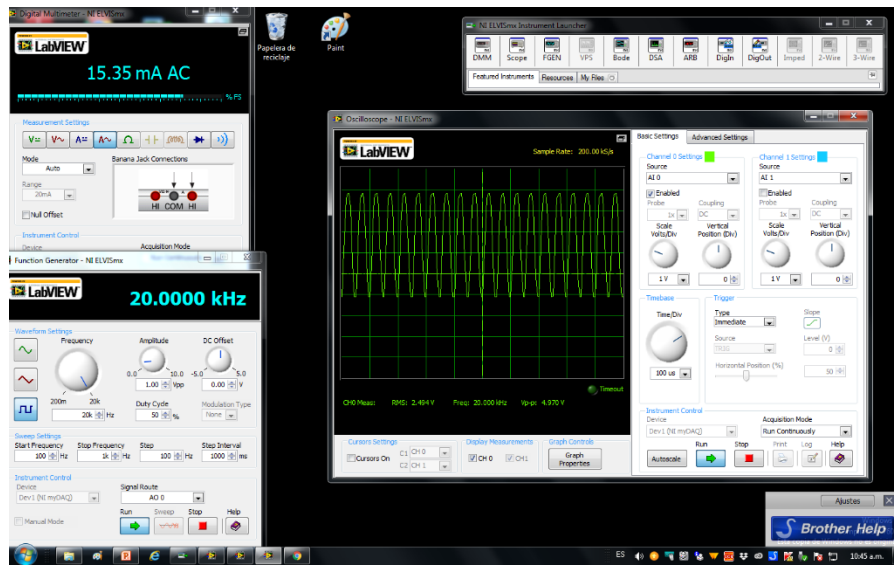 Digital Multimeter - NI ELVISmx
LabVIEW
15.35 mA AC
% FS
Measurement Settings
V= V~ A= A~ Ω
Mode
Auto
Banana Jack Connections
Range
20mA
HI COM HI
Null Offset
Instrument Control
Device
Acquisition Mode
Papelera de
reciclaje
Paint
NI ELVISmx Instrument Launcher
DMM Scope FGEN VPS Bode DSA ARB DigIn DigOut Imped 2-Wire 3-Wire
Featured Instruments Resources My Files
Function Generator - NI ELVISmx
LabVIEW
20.0000 kHz
Waveform Settings
Frequency Amplitude DC Offset
0.0 10.0 -5.0 5.0
1.00 Vpp 0.00 V
200m 20k
Duty Cycle Modulation Type
20k Hz 50 % None
Sweep Settings
Start Frequency Stop Frequency Step Step Interval
100 Hz 1k Hz 100 Hz 1000 ms
Instrument Control
Device Signal Route
Dev1 (NI myDAQ) AO 0
Run Sweep Stop Help
Manual Mode
Oscilloscope - NI ELVISmx
LabVIEW
Sample Rate: 200.00 kS/s
Timeout
CH0 Meas: RMS: 2.494 V Freq: 20.000 kHz Vp-p: 4.970 V
Cursors Settings
Cursors On
C1 CH 0
C2 CH 1
Display Measurements
CH 0 CH1
Graph Controls
Graph
Properties
Basic Settings Advanced Settings
Channel 0 Settings Channel 1 Settings
Source Source
AI 0 AI 1
Enabled Enabled
Probe Coupling Probe Coupling
1x DC 1x DC
Scale Vertical Scale Vertical
Volts/Div Position (Div) Volts/Div Position (Div)
1 V 0 1 V 0
Timebase Trigger
Time/Div Type Slope
Immediate
Source Level (V)
TRIG 0
Horizontal Position (%)
100 us 50
Instrument Control
Device Acquisition Mode
Dev1 (NI myDAQ) Run Continuously
Run Stop Print Log Help
Autoscale
Ajustes
Brother Help
ES
10:45 a.m.